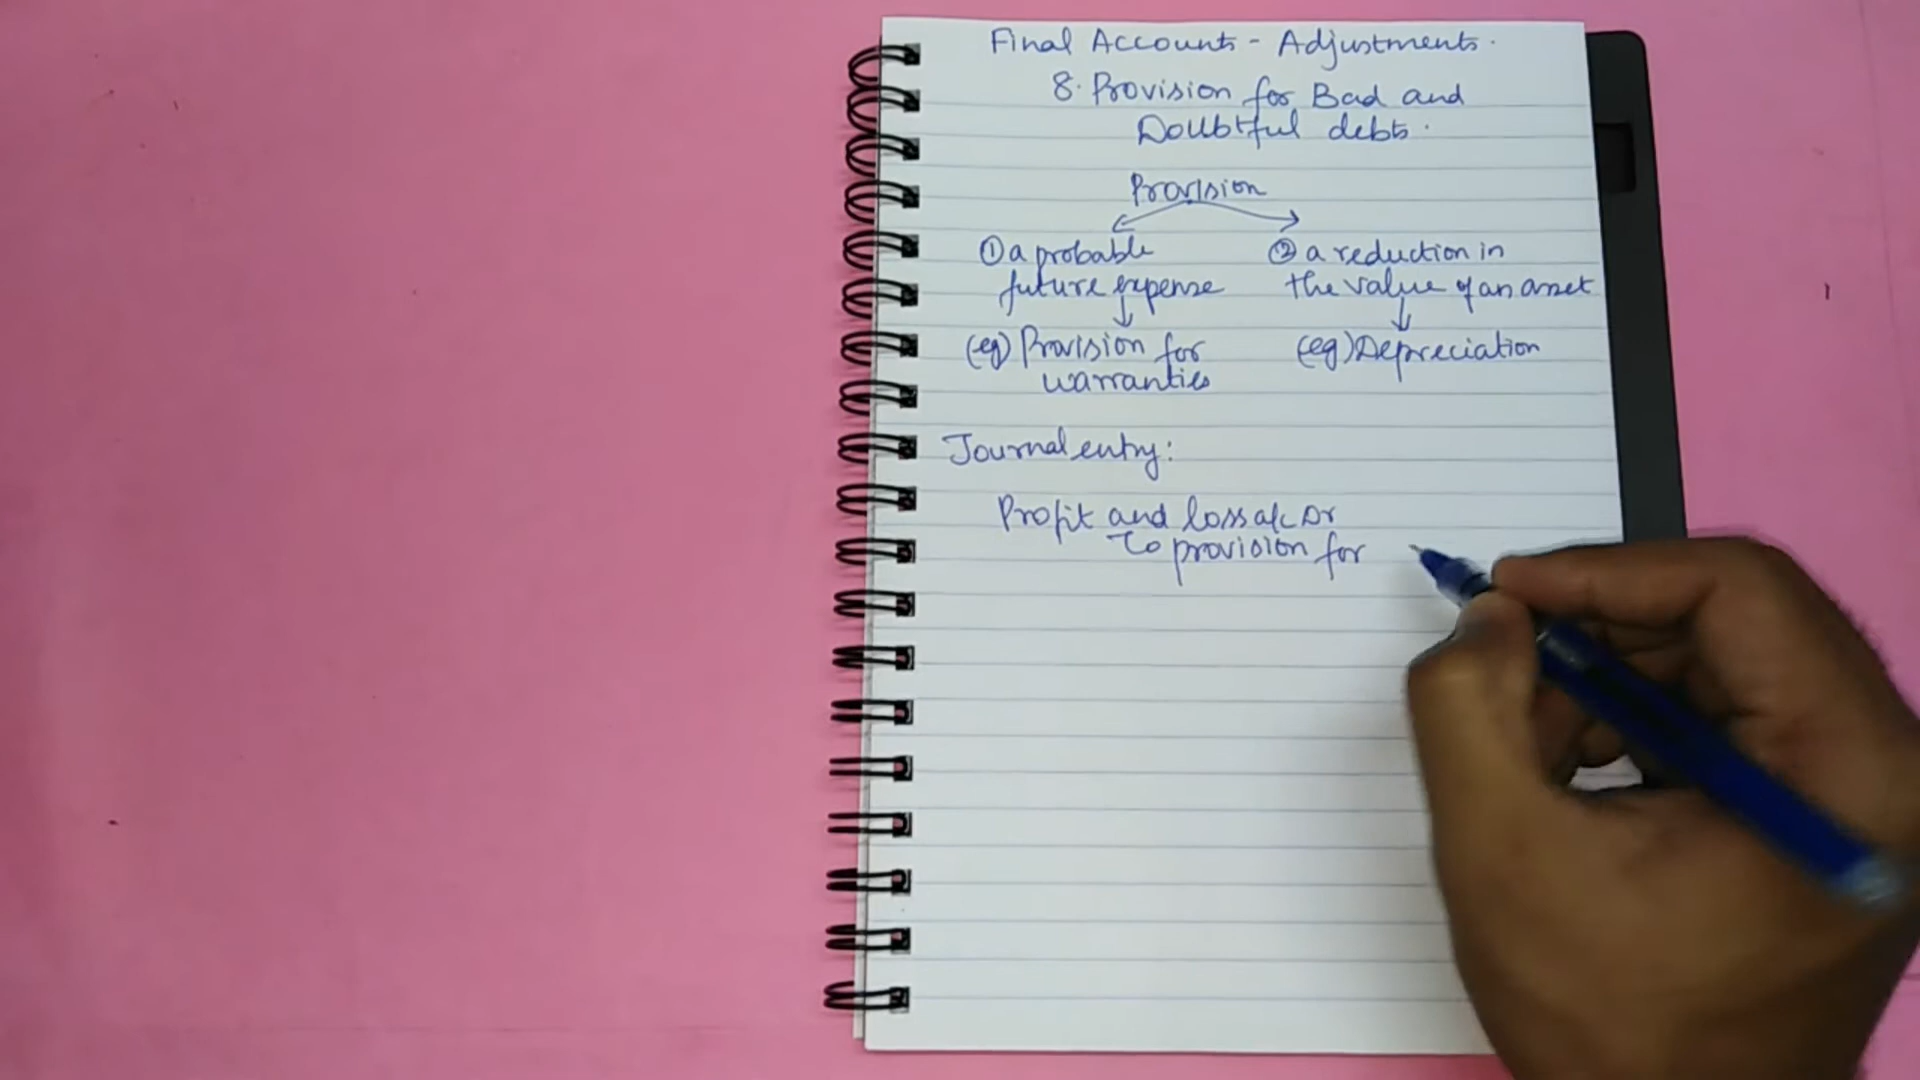 Final Accounts - Adjustments.
8. Provision for Bad and
Doubtful debts.
Provision
① a probable
future expense
(eg) Provision for
warranties
② a reduction in
the value of an asset
(eg) Depreciation
Journal entry:
Profit and loss a/c Dr
To provision for